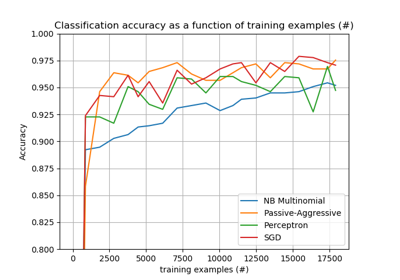 Classification accuracy as a function of training examples (#)
1.000
0.975
0.950
0.925
0.900
0.875
0.850
0.825
0.800
Accuracy
NB Multinomial
Passive-Aggressive
Perceptron
SGD
0 2500 5000 7500 10000 12500 15000 17500
training examples (#)